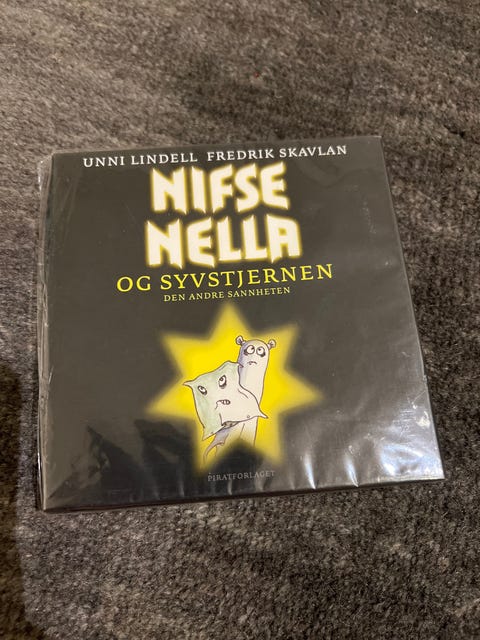 UNNI LINDELL FREDRIK SKAVLAN
NIFSE
NELLA
OG SYVSTJERNEN
DEN ANDRE SANNHETEN
PIRATFORLAGET